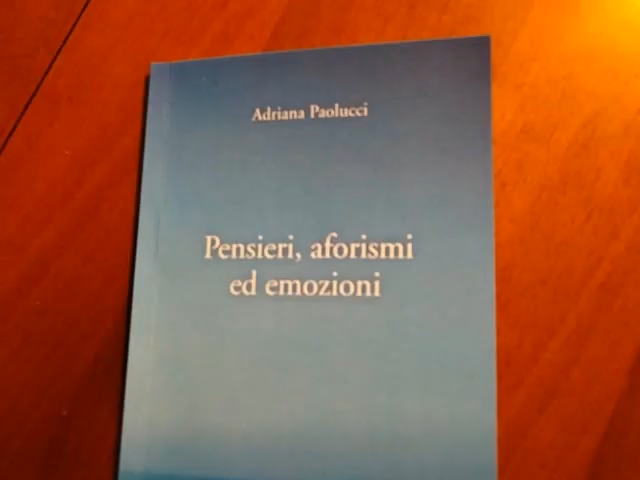 Adriana Paolucci
Pensieri, aforismi
ed emozioni